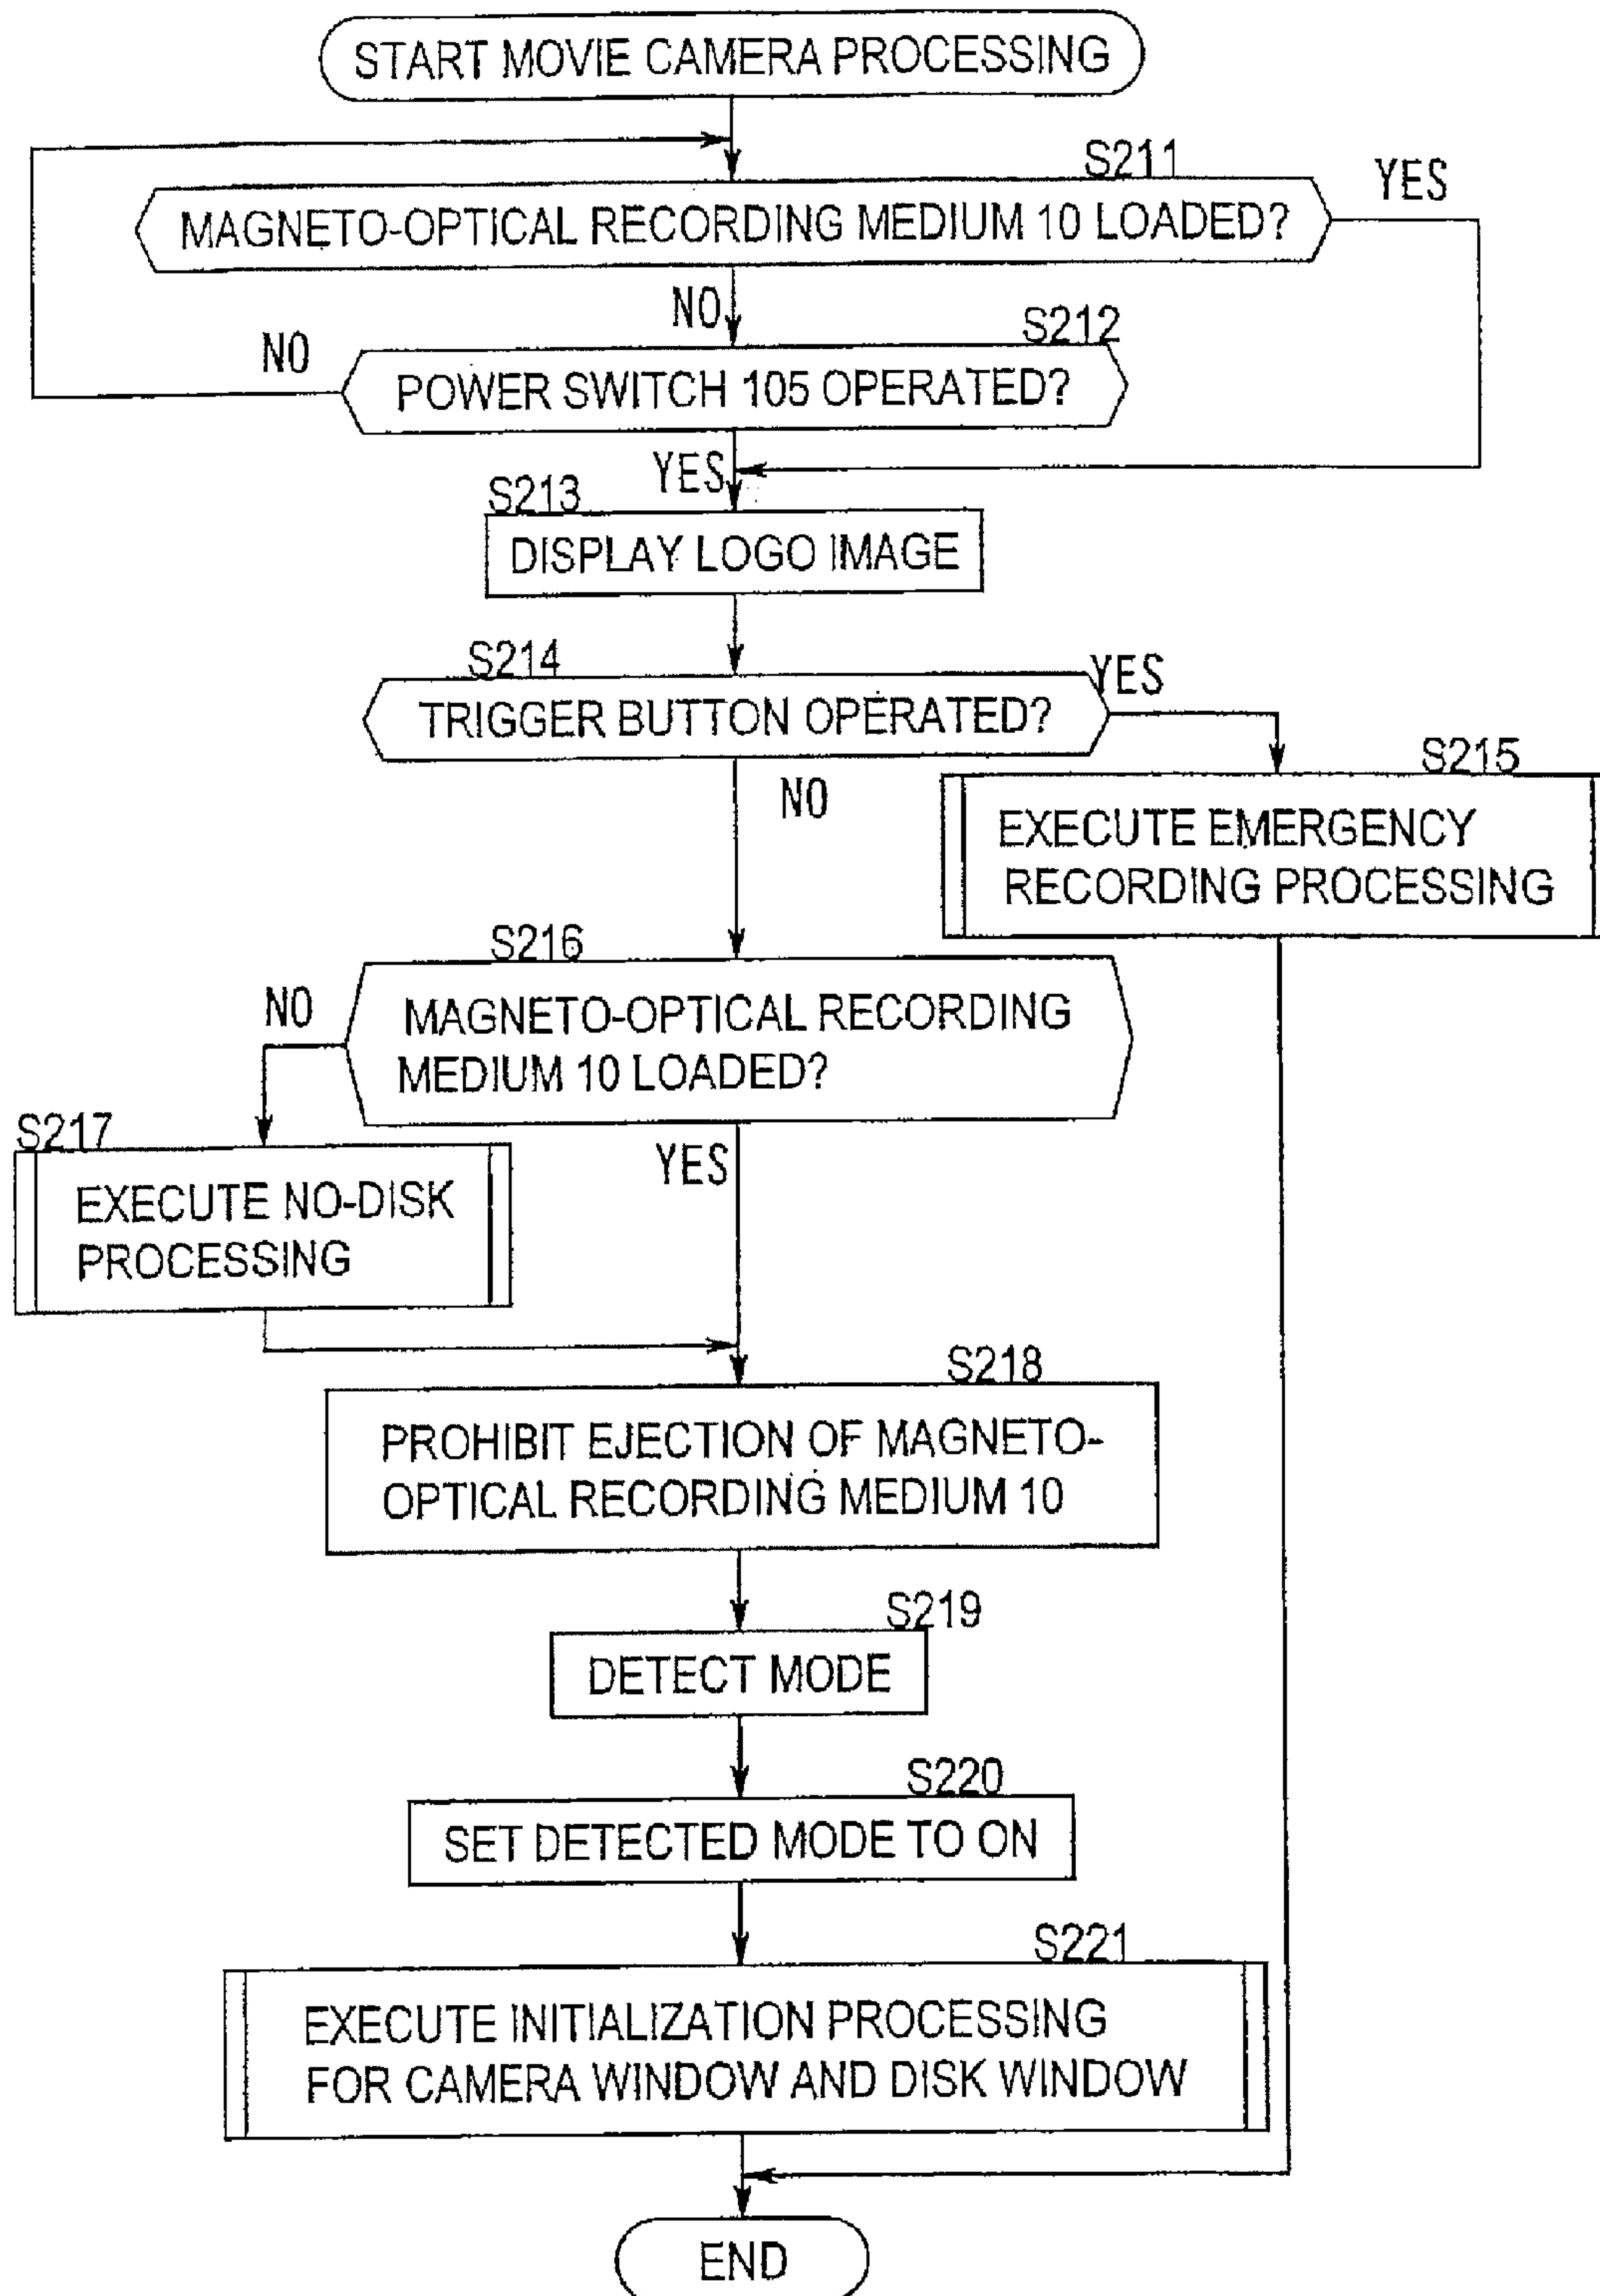 START MOVIE CAMERA PROCESSING
S211
YES
MAGNETO-OPTICAL RECORDING MEDIUM 10 LOADED?
NO
S212
NO
POWER SWITCH 105 OPERATED?
YES
S213
DISPLAY LOGO IMAGE
S214
YES
TRIGGER BUTTON OPERATED?
S215
NO
EXECUTE EMERGENCY
RECORDING PROCESSING
S216
NO
MAGNETO-OPTICAL RECORDING
MEDIUM 10 LOADED?
S217
YES
EXECUTE NO-DISK
PROCESSING
S218
PROHIBIT EJECTION OF MAGNETO-
OPTICAL RECORDING MEDIUM 10
S219
DETECT MODE
S220
SET DETECTED MODE TO ON
S221
EXECUTE INITIALIZATION PROCESSING
FOR CAMERA WINDOW AND DISK WINDOW
END